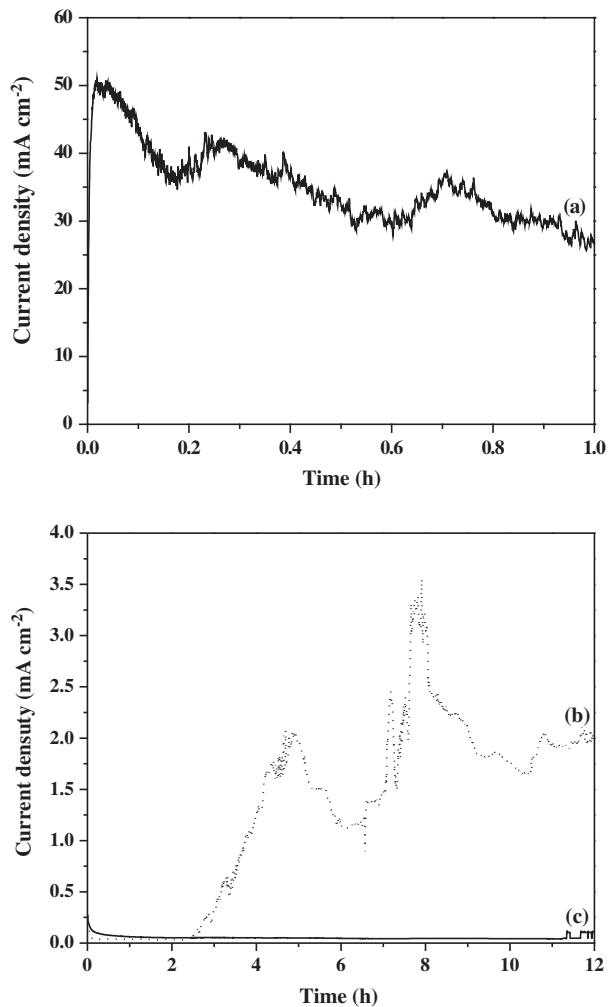 60
50
40
30
20
10
0
Current density (mA cm-2)
(a)
0.0 0.2 0.4 0.6 0.8 1.0
Time (h)
4.0
3.5
3.0
2.5
2.0
1.5
1.0
0.5
0.0
Current densuty (mA cm-2)
(b)
(c)
0 2 4 6 8 10 12
Time (h)